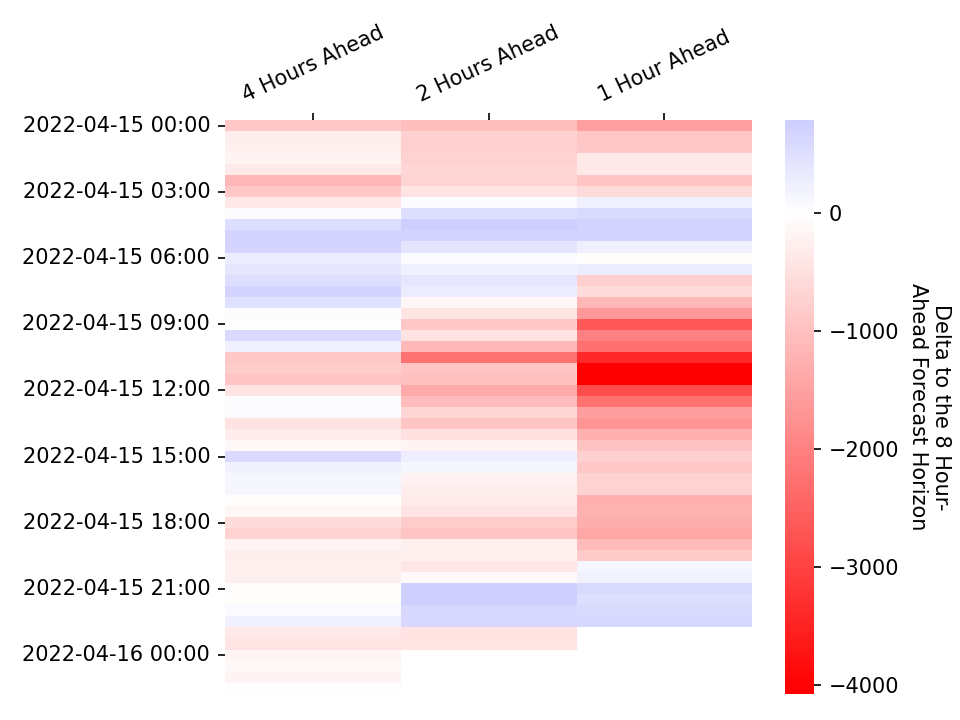 4 Hours Ahead
2 Hours Ahead
1 Hour Ahead
2022-04-15 00:00
2022-04-15 03:00
2022-04-15 06:00
2022-04-15 09:00
2022-04-15 12:00
2022-04-15 15:00
2022-04-15 18:00
2022-04-15 21:00
2022-04-16 00:00
0
−1000
−2000
−3000
−4000
Delta to the 8 Hour-
Ahead Forecast Horizon